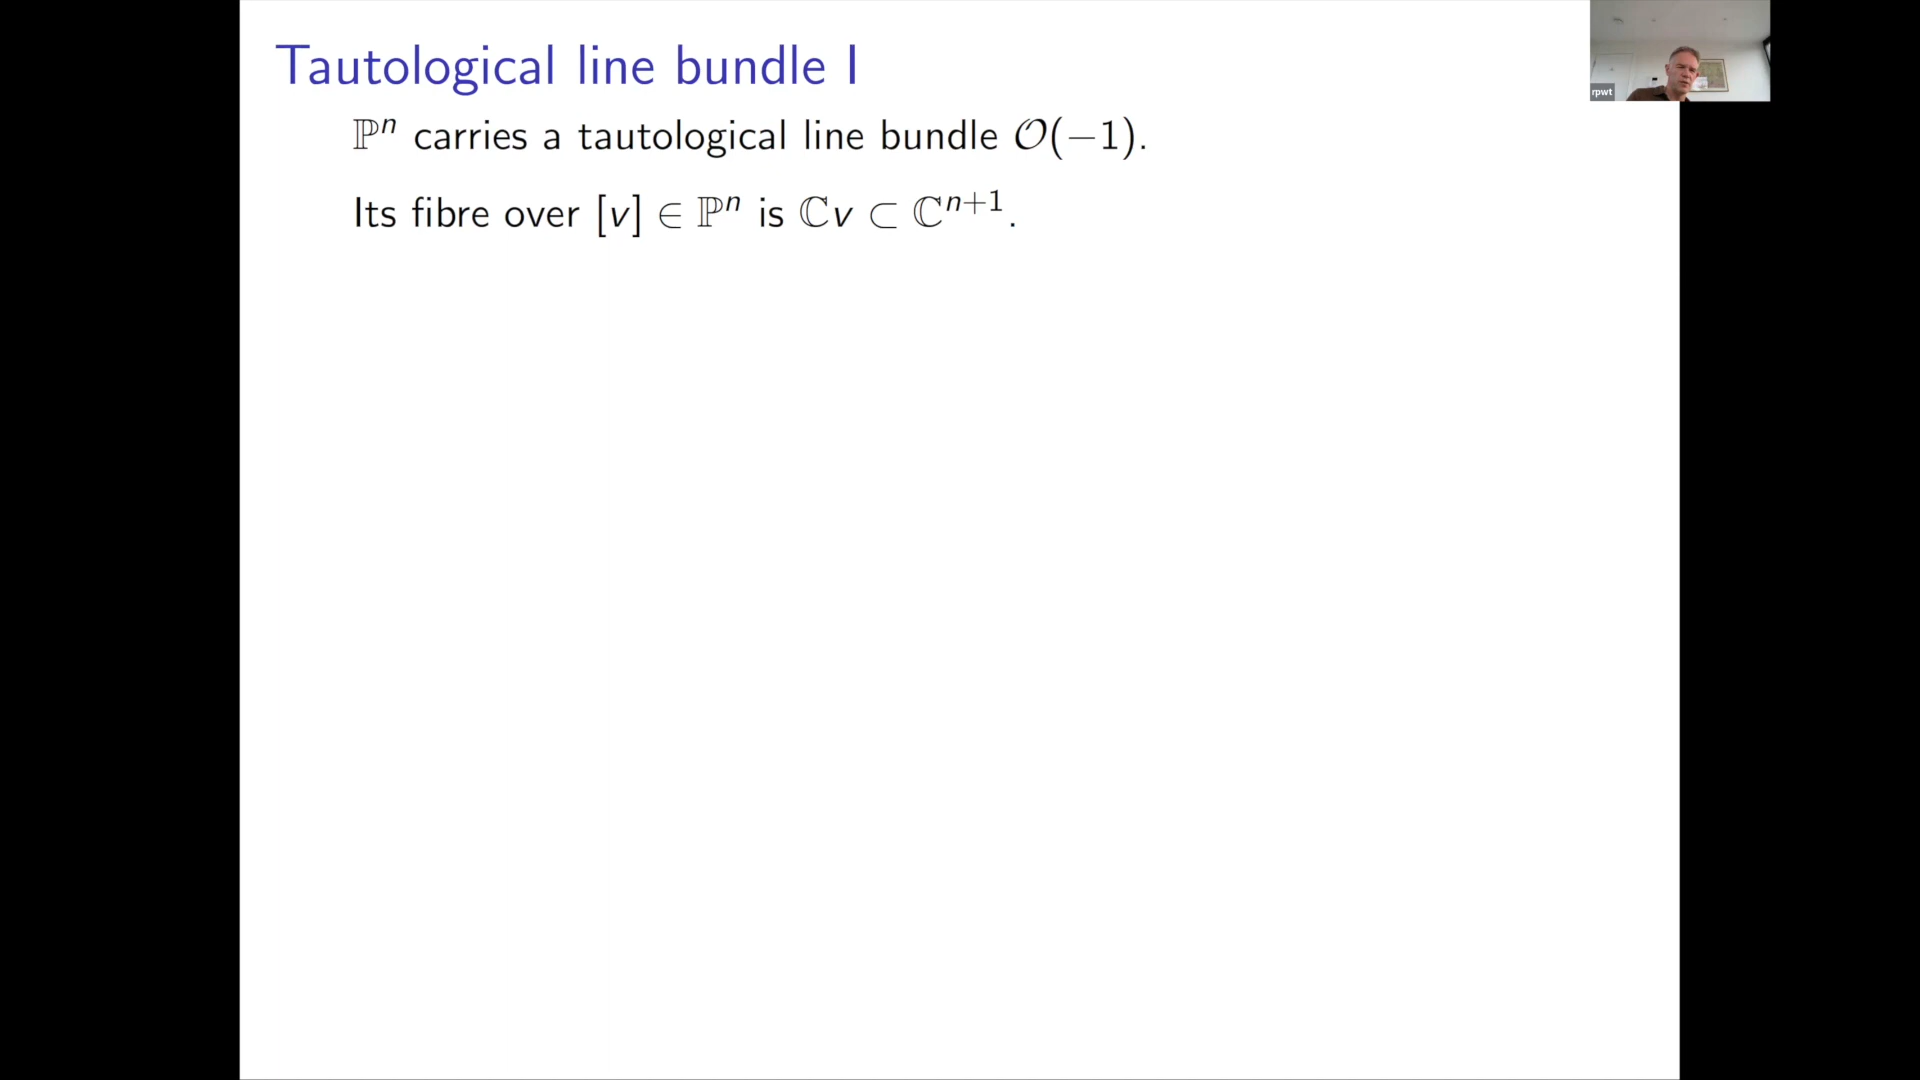 Tautological line bundle I
ℙⁿ carries a tautological line bundle 𝒪(−1).
Its fibre over [v] ∈ ℙⁿ is ℂv ⊂ ℂⁿ⁺¹.
rpwt